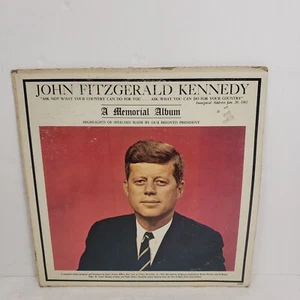 JOHN FITZGERALD KENNEDY
"ASK NOT WHAT YOUR COUNTRY CAN DO FOR YOU . . . ASK WHAT YOU CAN DO FOR YOUR COUNTRY"
Inaugural Address Jan. 20, 1961
A Memorial Album
HIGHLIGHTS OF SPEECHES MADE BY OUR BELOVED PRESIDENT